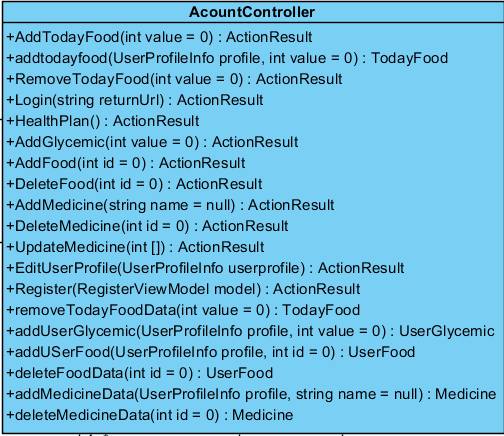 AcountController
+AddTodayFood(int value = 0) : ActionResult
+addtodayfood(UserProfileInfo profile, int value = 0) : TodayFood
+RemoveTodayFood(int value = 0) : ActionResult
+Login(string returnUrl) : ActionResult
+HealthPlan() : ActionResult
+AddGlycemic(int value = 0) : ActionResult
+AddFood(int id = 0) : ActionResult
+DeleteFood(int id = 0) : ActionResult
+AddMedicine(string name = null) : ActionResult
+DeleteMedicine(int id = 0) : ActionResult
+UpdateMedicine(int []) : ActionResult
+EditUserProfile(UserProfileInfo userprofile) : ActionResult
+Register(RegisterViewModel model) : ActionResult
+removeTodayFoodData(int value = 0) : TodayFood
+addUserGlycemic(UserProfileInfo profile, int value = 0) : UserGlycemic
+addUSerFood(UserProfileInfo profile, int id = 0) : UserFood
+deleteFoodData(int id = 0) : UserFood
+addMedicineData(UserProfileInfo profile, string name = null) : Medicine
+deleteMedicineData(int id = 0) : Medicine